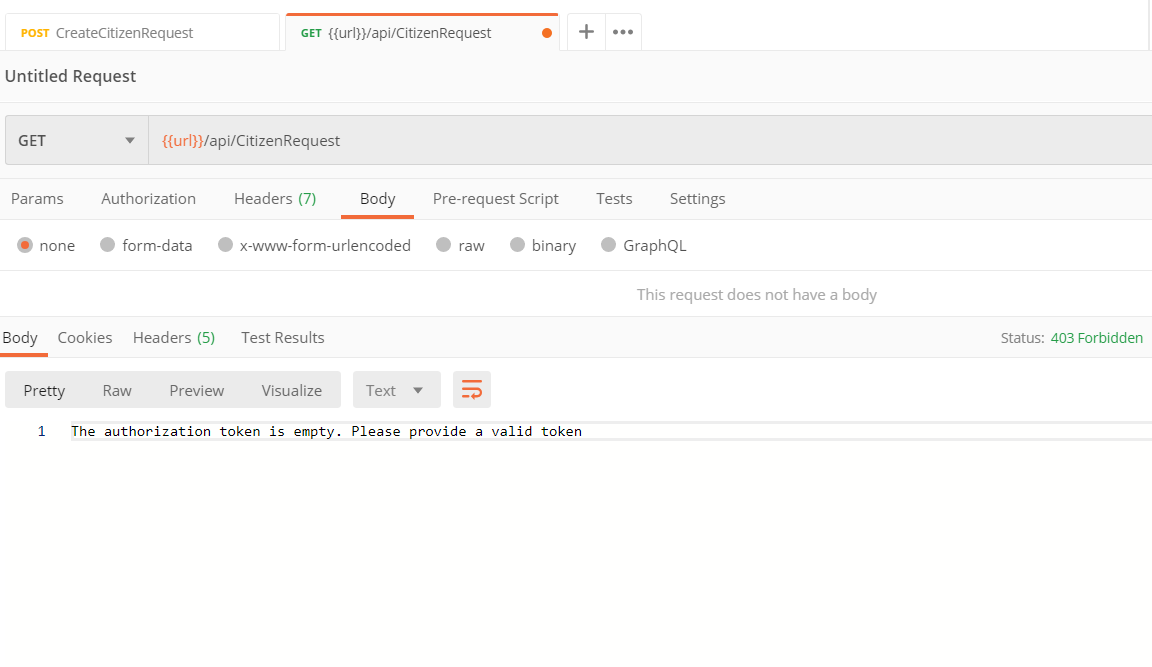 POST CreateCitizenRequest GET {{url}}/api/CitizenRequest
Untitled Request
GET {{url}}/api/CitizenRequest
Params Authorization Headers (7) Body Pre-request Script Tests Settings
none form-data x-www-form-urlencoded raw binary GraphQL
This request does not have a body
Body Cookies Headers (5) Test Results Status: 403 Forbidden
Pretty Raw Preview Visualize Text
1 The authorization token is empty. Please provide a valid token